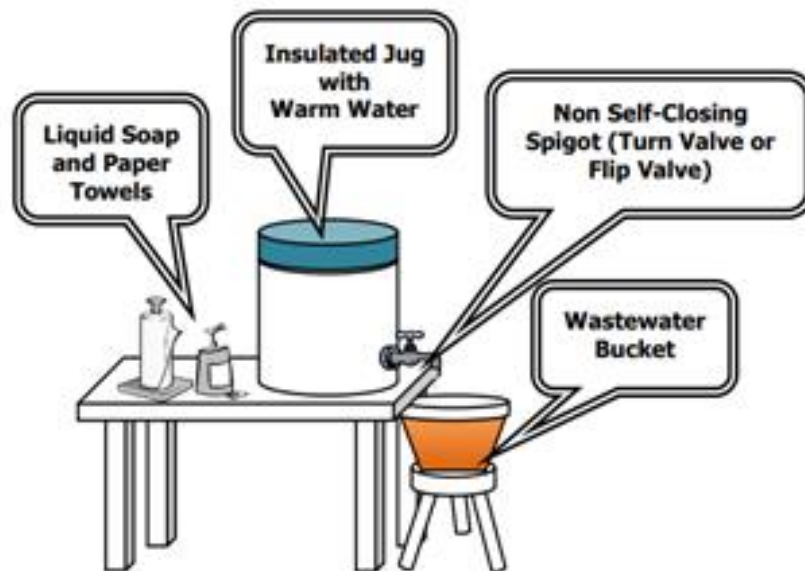 Insulated Jug
with
Warm Water
Liquid Soap
and Paper
Towels
Non Self-Closing
Spigot (Turn Valve or
Flip Valve)
Wastewater
Bucket